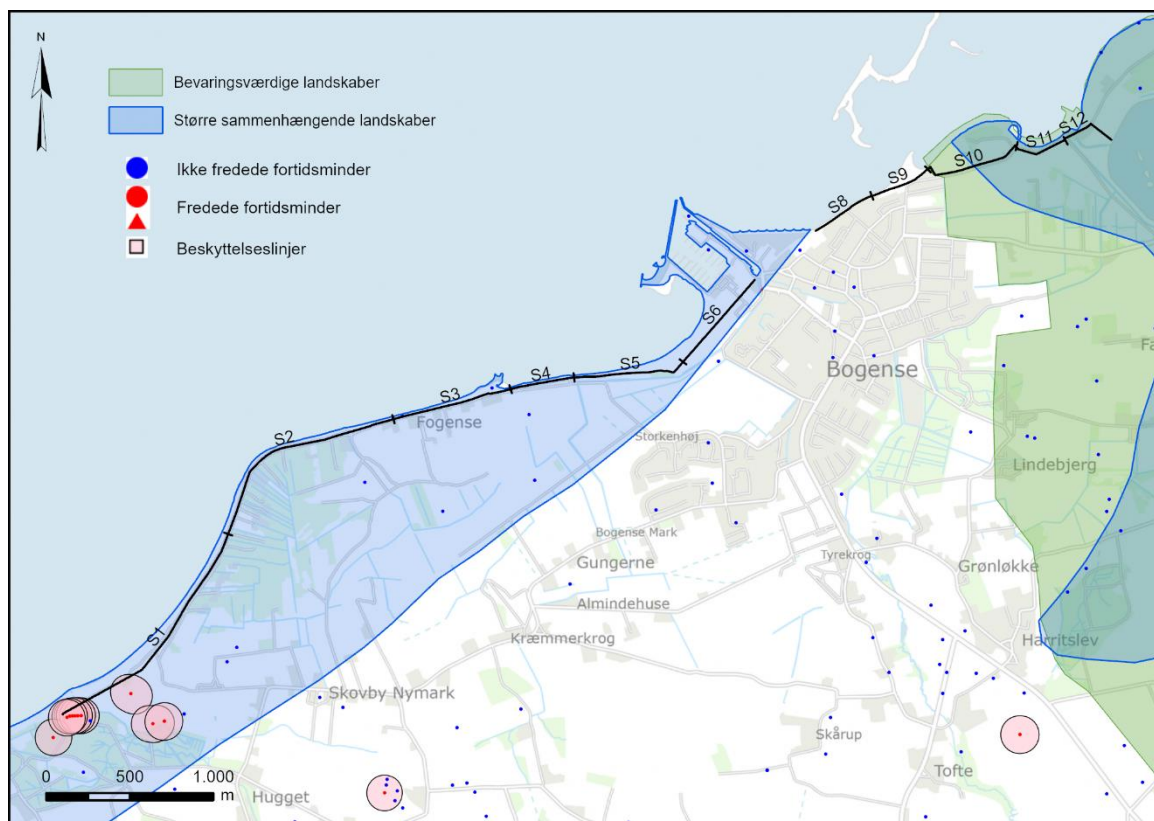 N
Bevaringsværdige landskaber
Større sammenhængende landskaber
Ikke fredede fortidsminder
Fredede fortidsminder
Beskyttelseslinjer
S12
S11
S10
S9
S8
S6
S5
S4
S3
S2
S1
Fogense
Bogense
Storkenhøj
Lindebjerg
Bogense Mark
Tyrekrog
Gungerne
Grønløkke
Almindehuse
Kræmmerkrog
Harritslev
Skovby Nymark
Skårup
Tofte
Hugget
0 500 1.000
m